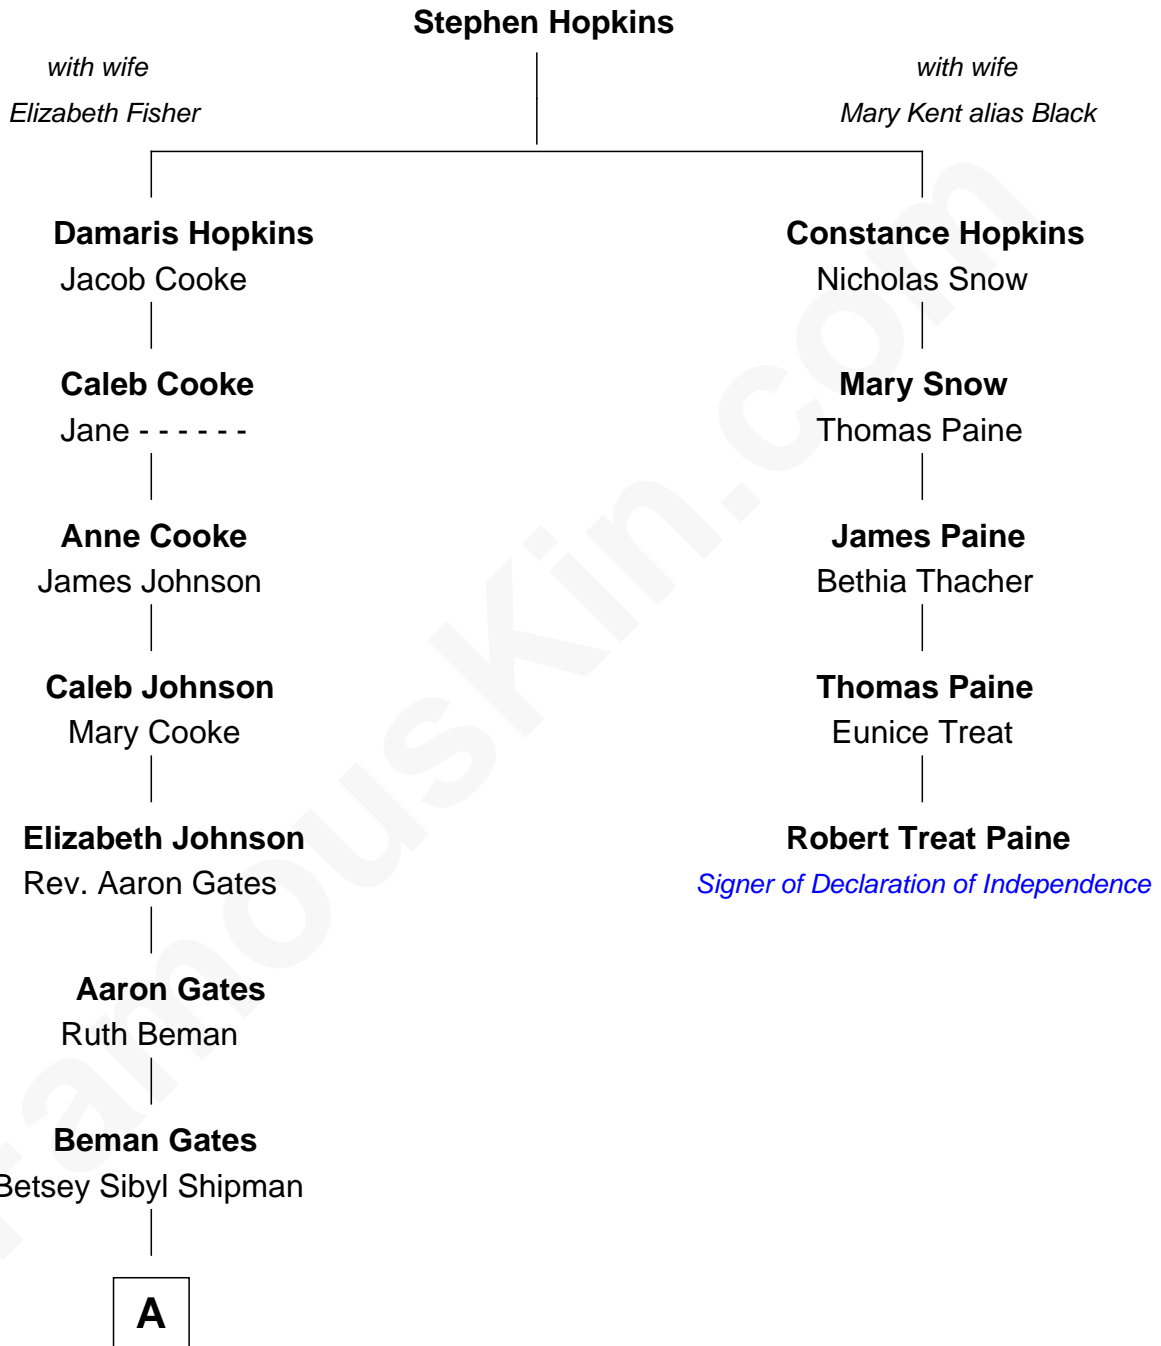 Stephen Hopkins
with wife
Elizabeth Fisher
with wife
Mary Kent alias Black
Damaris Hopkins
Jacob Cooke
Constance Hopkins
Nicholas Snow
Caleb Cooke
Jane - - - - - -
Mary Snow
Thomas Paine
Anne Cooke
James Johnson
James Paine
Bethia Thacher
Caleb Johnson
Mary Cooke
Thomas Paine
Eunice Treat
Elizabeth Johnson
Rev. Aaron Gates
Robert Treat Paine
Signer of Declaration of Independence
Aaron Gates
Ruth Beman
Beman Gates
Betsey Sibyl Shipman
A
FamousKin.com